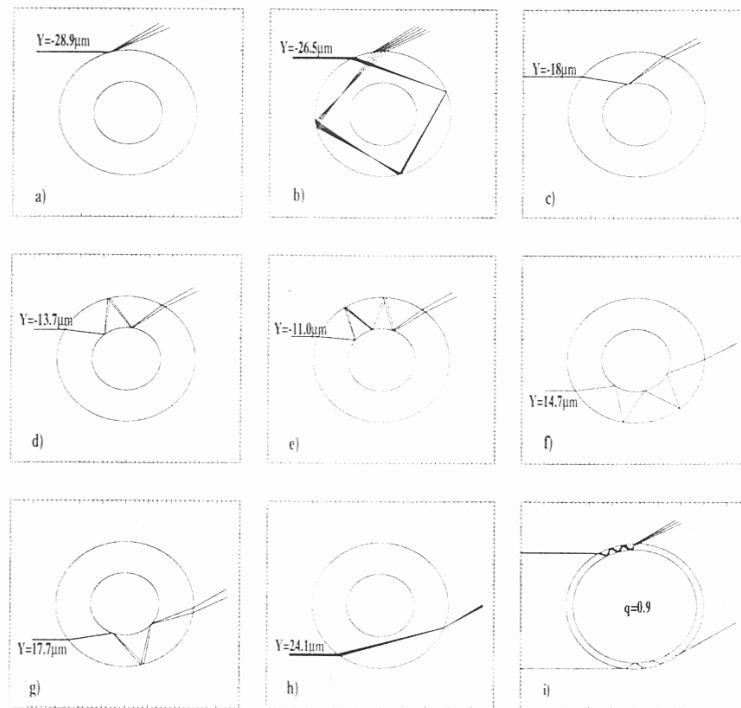 Y=-28.9μm
a)
Y=-26.5μm
b)
Y=-18μm
c)
Y=-13.7μm
d)
Y=-11.0μm
e)
Y=14.7μm
f)
Y=17.7μm
g)
Y=24.1μm
h)
q=0.9
i)